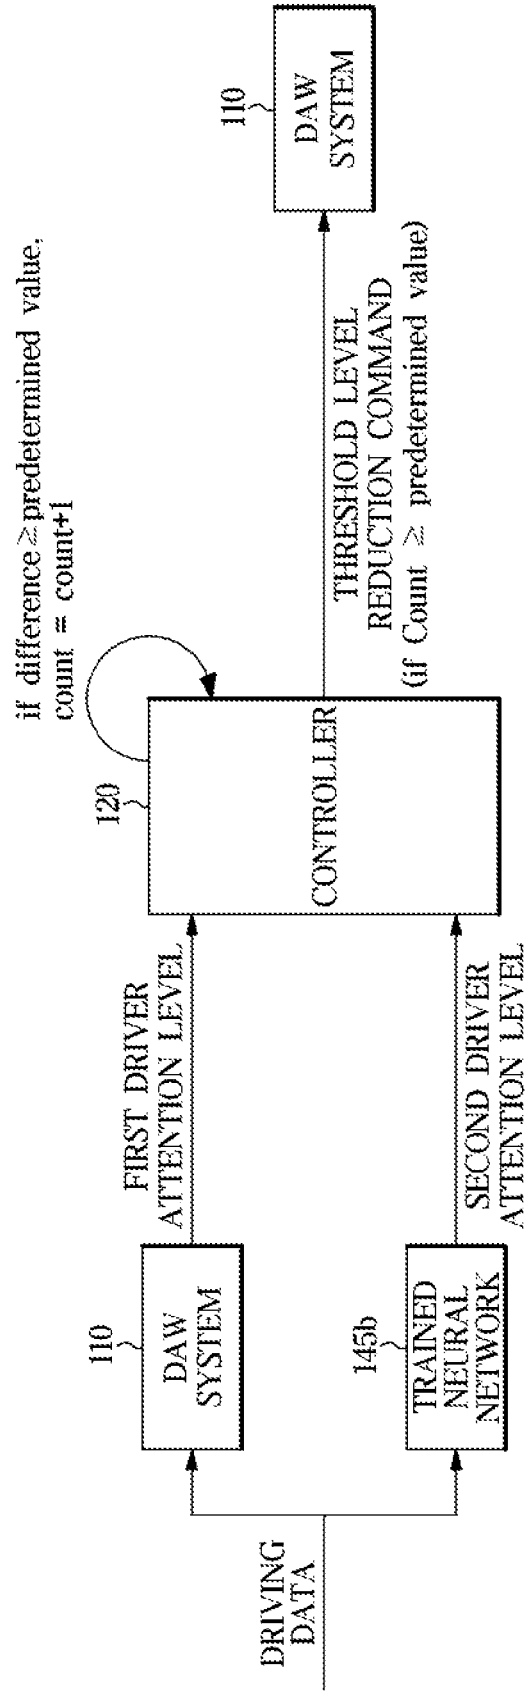 DRIVING
DATA
110
DAW
SYSTEM
145b
TRAINED
NEURAL
NETWORK
FIRST DRIVER
ATTENTION LEVEL
SECOND DRIVER
ATTENTION LEVEL
120
CONTROLLER
if difference ≥ predetermined value,
count = count+1
THRESHOLD LEVEL
REDUCTION COMMAND
(if Count ≥ predetermined value)
110
DAW
SYSTEM